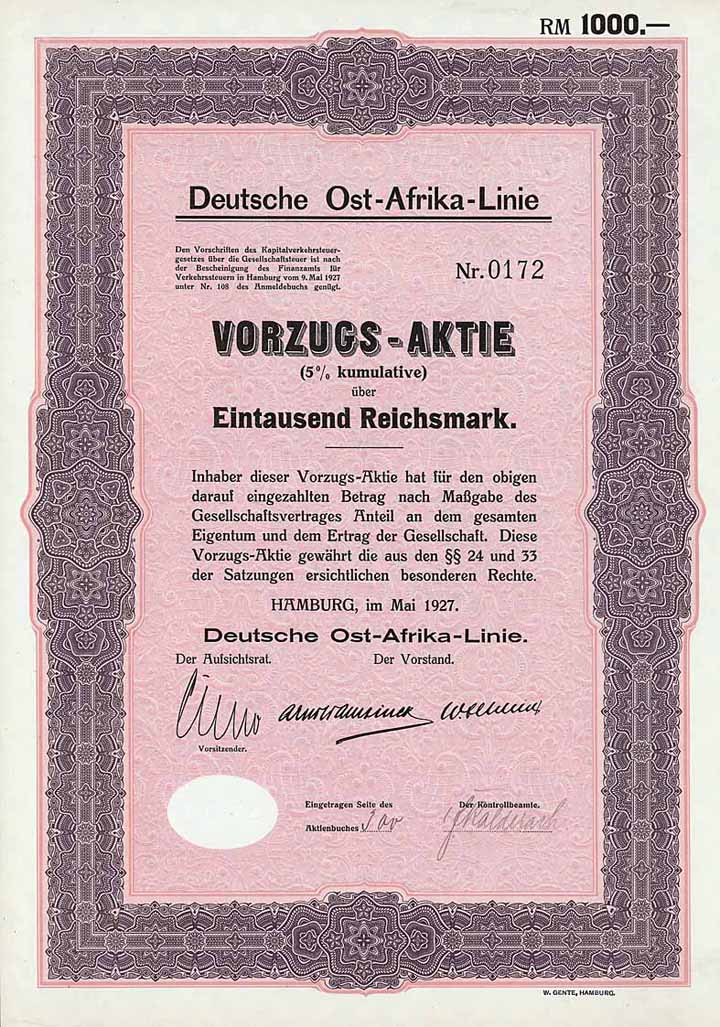 RM 1000.—
Deutsche Ost-Afrika-Linie
Den Vorschriften des Kapitalverkehrsteuer-
gesetzes über die Gesellschaftsteuer ist nach
der Bescheinigung des Finanzamts für
Verkehrssteuern in Hamburg vom 9. Mai 1927
unter Nr. 108 des Anmeldebuchs genügt.
Nr. 0172
VORZUGS-AKTIE
(5% kumulative)
über
Eintausend Reichsmark.
Inhaber dieser Vorzugs-Aktie hat für den obigen
darauf eingezahlten Betrag nach Maßgabe des
Gesellschaftsvertrages Anteil an dem gesamten
Eigentum und dem Ertrag der Gesellschaft. Diese
Vorzugs-Aktie gewährt die aus den §§ 24 und 33
der Satzungen ersichtlichen besonderen Rechte.
HAMBURG, im Mai 1927.
Deutsche Ost-Afrika-Linie.
Der Aufsichtsrat. Der Vorstand.
Vorsitzender.
Eingetragen Seite des
Aktienbuches
Der Kontrollbeamte.
W. GENTE, HAMBURG.